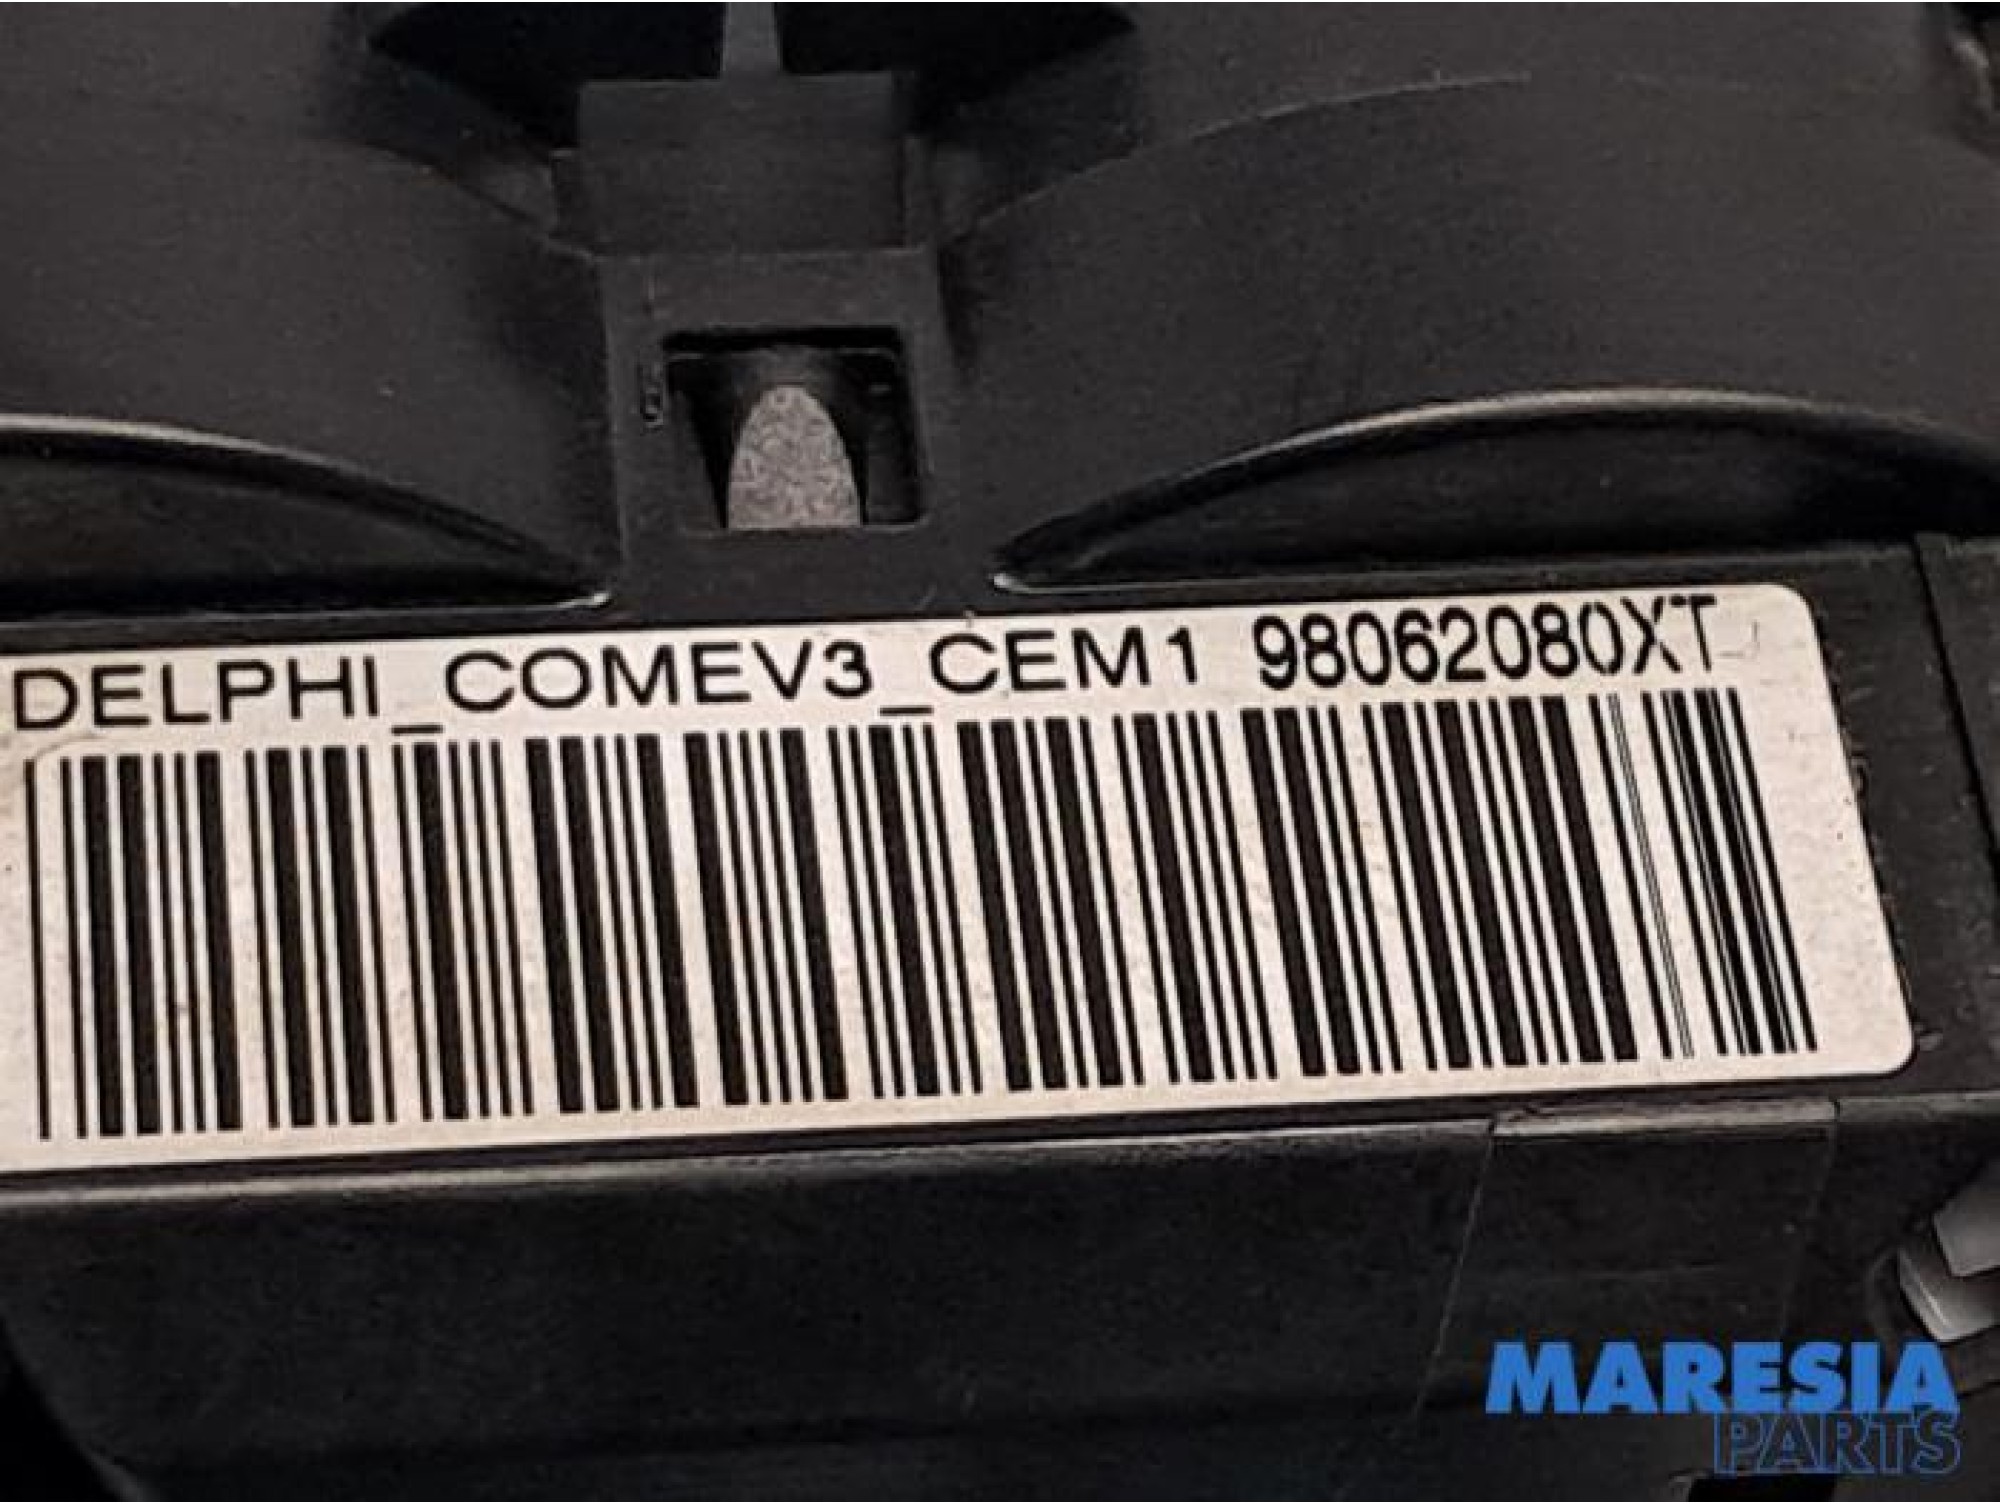 DELPHI_COMEV3_CEM1 98062080XT
MARESIA
PARTS